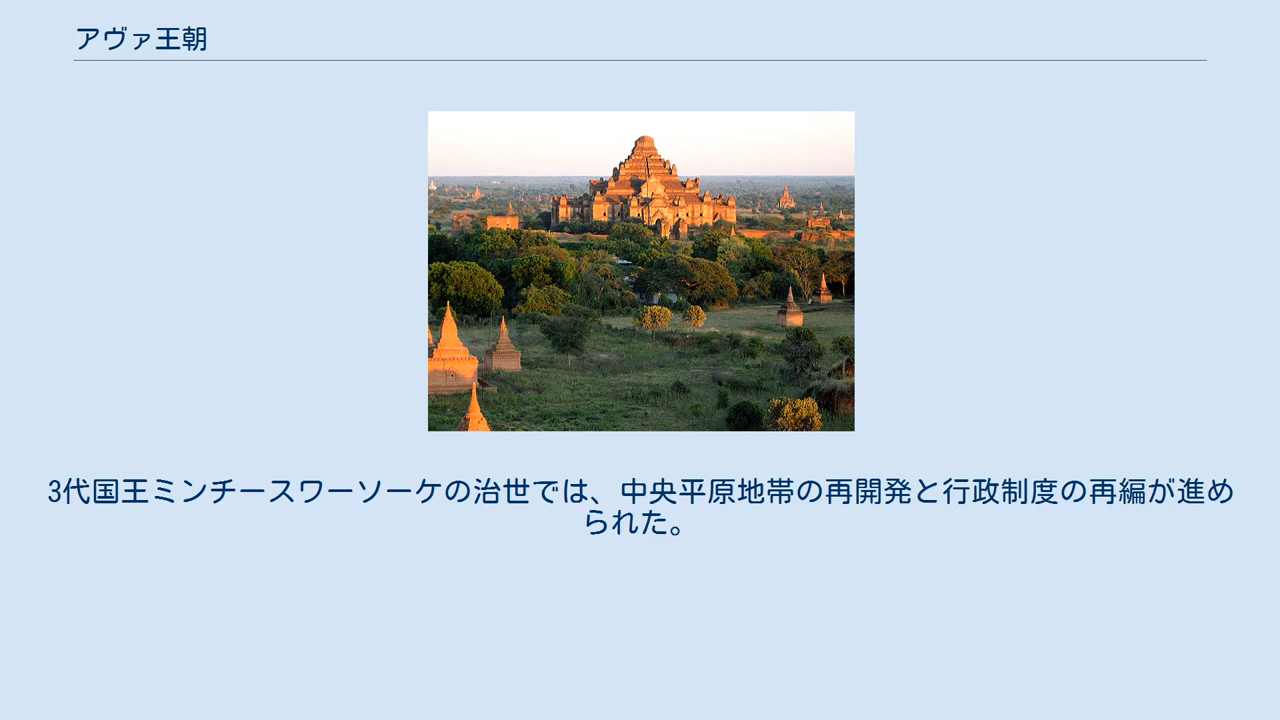 アヴァ王朝
3代国王ミンチースワーソーケの治世では、中央平原地帯の再開発と行政制度の再編が進め
られた。